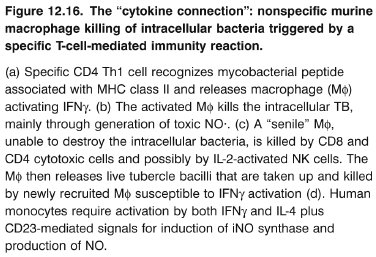 Figure 12.16. The “cytokine connection”: nonspecific murine
macrophage killing of intracellular bacteria triggered by a
specific T-cell-mediated immunity reaction.
(a) Specific CD4 Th1 cell recognizes mycobacterial peptide
associated with MHC class II and releases macrophage (Mϕ)
activating IFNγ. (b) The activated Mϕ kills the intracellular TB,
mainly through generation of toxic NO·. (c) A “senile” Mϕ,
unable to destroy the intracellular bacteria, is killed by CD8 and
CD4 cytotoxic cells and possibly by IL-2-activated NK cells. The
Mϕ then releases live tubercle bacilli that are taken up and killed
by newly recruited Mϕ susceptible to IFNγ activation (d). Human
monocytes require activation by both IFNγ and IL-4 plus
CD23-mediated signals for induction of iNO synthase and
production of NO.